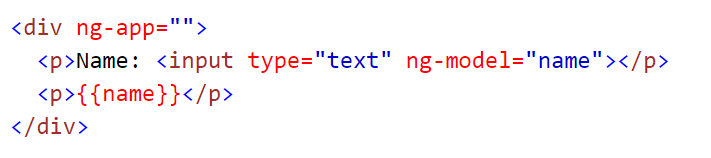 <div ng-app="">
<p>Name: <input type="text" ng-model="name"></p>
<p>{{name}}</p>
</div>